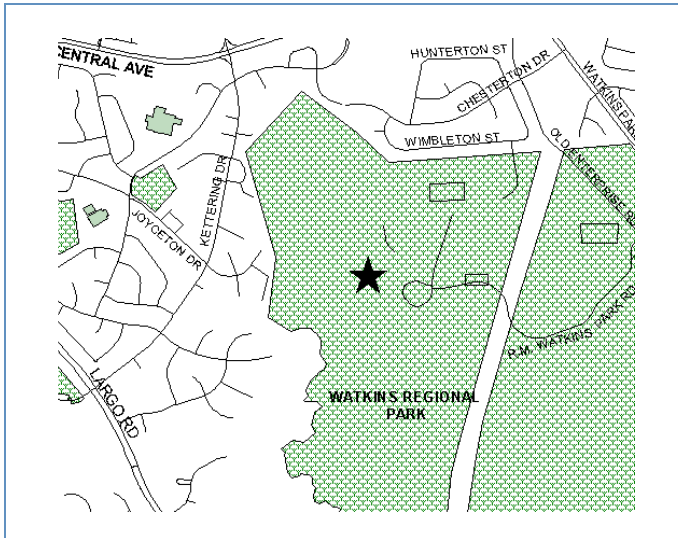 HUNTERTON ST
CENTRAL AVE
CHESTERTON DR
WATKINS PAR
WIMBLETON ST
OLD ENTERPRISE RD
KETTERING DR
JOYCETON DR
R.M. WATKINS PARK RD
LARGO RD
WATKINS REGIONAL
PARK